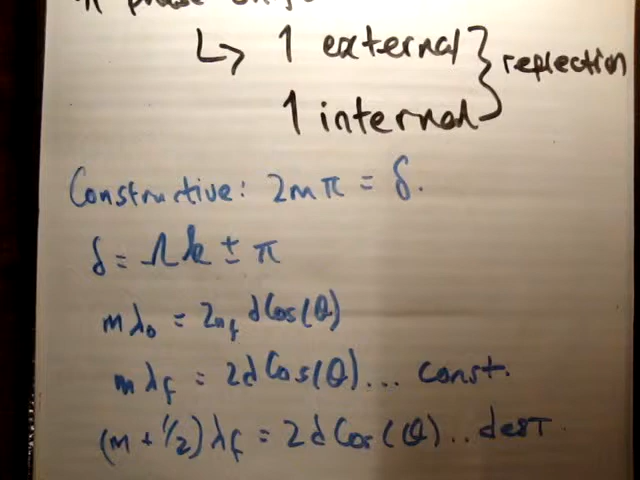 π phase
↳ 1 external } reflection
1 internal
Constructive: 2mπ = δ.
δ = Λk ± π
mλ₀ = 2n_f d Cos(θ)
mλ_f = 2d Cos(θ)... const.
(m + 1/2)λ_f = 2d Cos(θ).. dest.